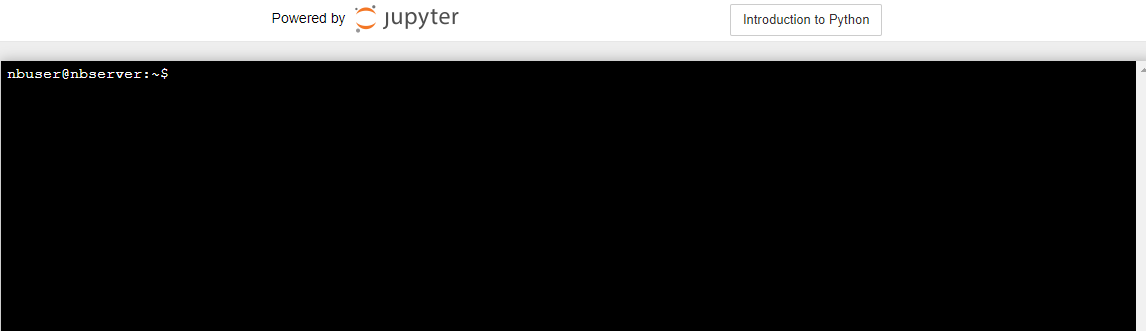 Powered by jupyter
Introduction to Python
nbuser@nbserver:~$